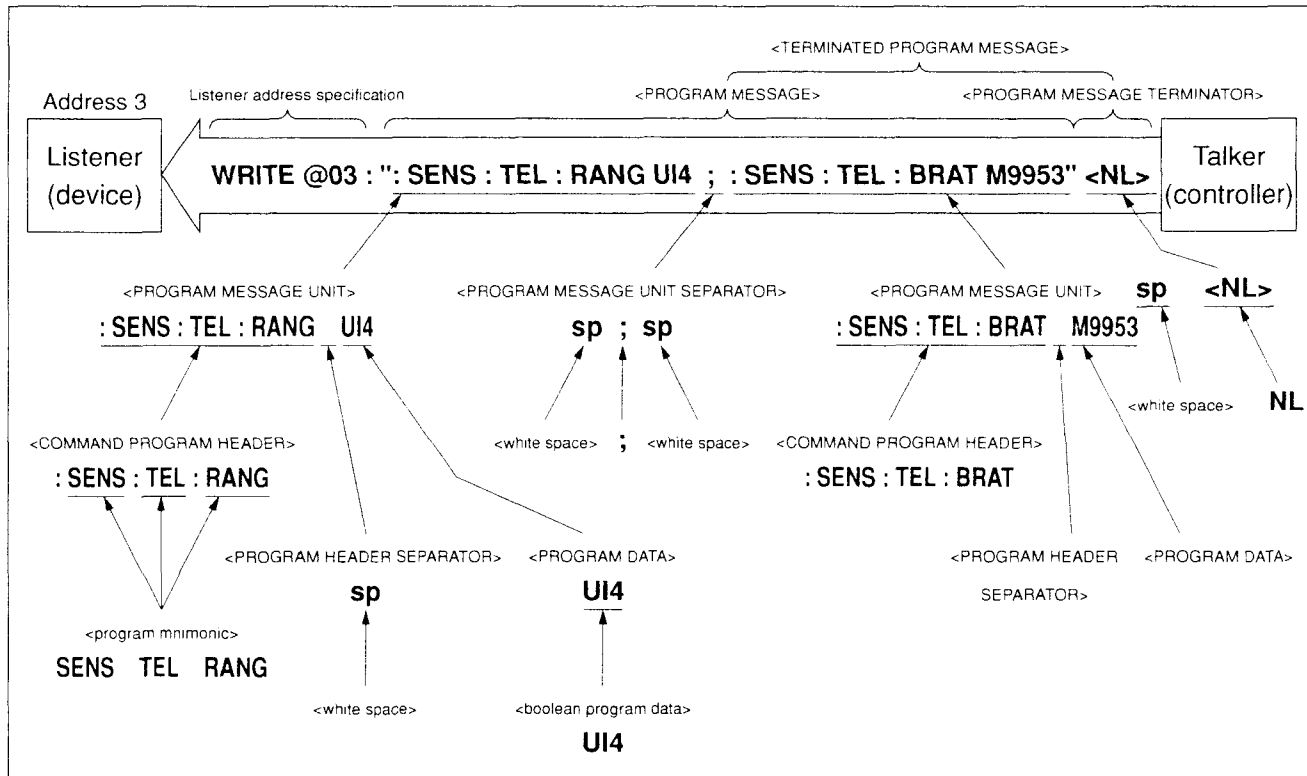 <TERMINATED PROGRAM MESSAGE>
Address 3
Listener address specification
<PROGRAM MESSAGE>
<PROGRAM MESSAGE TERMINATOR>
Listener
(device)
WRITE @03 : ": SENS : TEL : RANG UI4 ; : SENS : TEL : BRAT M9953" <NL>
Talker
(controller)
<PROGRAM MESSAGE UNIT>
: SENS : TEL : RANG UI4
<PROGRAM MESSAGE UNIT SEPARATOR>
sp ; sp
<PROGRAM MESSAGE UNIT>
: SENS : TEL : BRAT M9953
sp <NL>
<white space> ; <white space>
<white space>
NL
<COMMAND PROGRAM HEADER>
: SENS : TEL : RANG
<COMMAND PROGRAM HEADER>
: SENS : TEL : BRAT
<PROGRAM HEADER SEPARATOR>
sp
<PROGRAM DATA>
UI4
<PROGRAM HEADER
SEPARATOR>
<PROGRAM DATA>
<program mnimonic>
SENS TEL RANG
<white space>
<boolean program data>
UI4